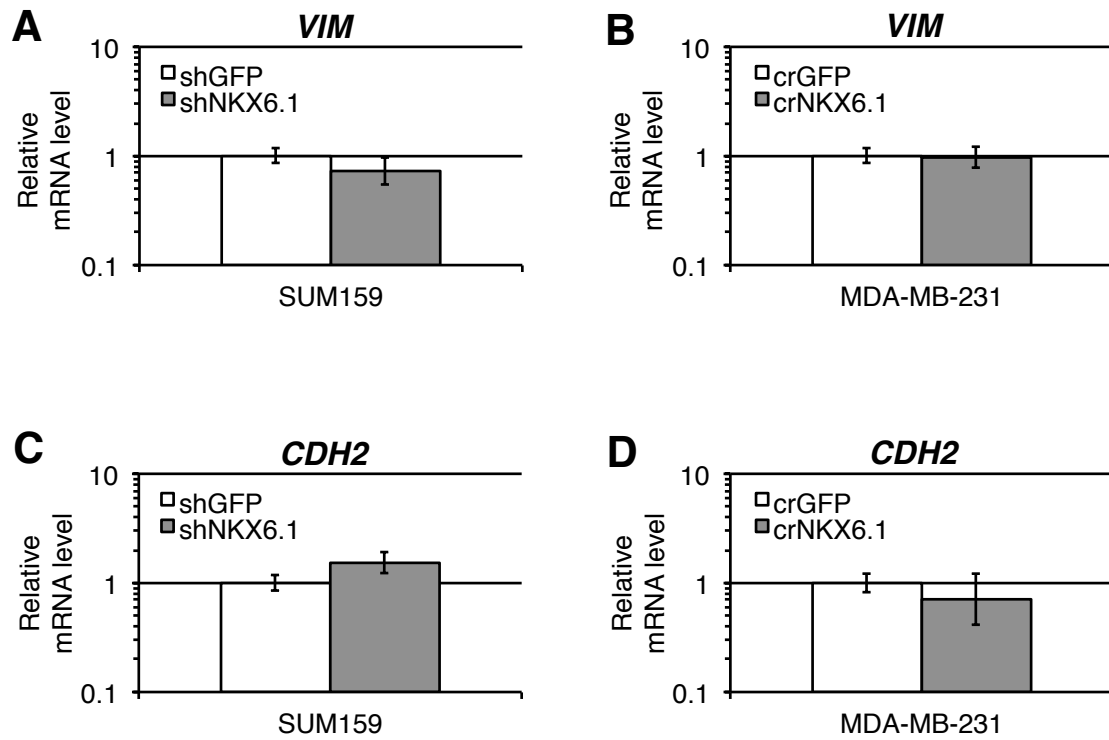 A
VIM
10
1
0.1
Relative
mRNA level
shGFP
shNKX6.1
SUM159
B
VIM
10
1
0.1
Relative
mRNA level
crGFP
crNKX6.1
MDA-MB-231
C
CDH2
10
1
0.1
Relative
mRNA level
shGFP
shNKX6.1
SUM159
D
CDH2
10
1
0.1
Relative
mRNA level
crGFP
crNKX6.1
MDA-MB-231